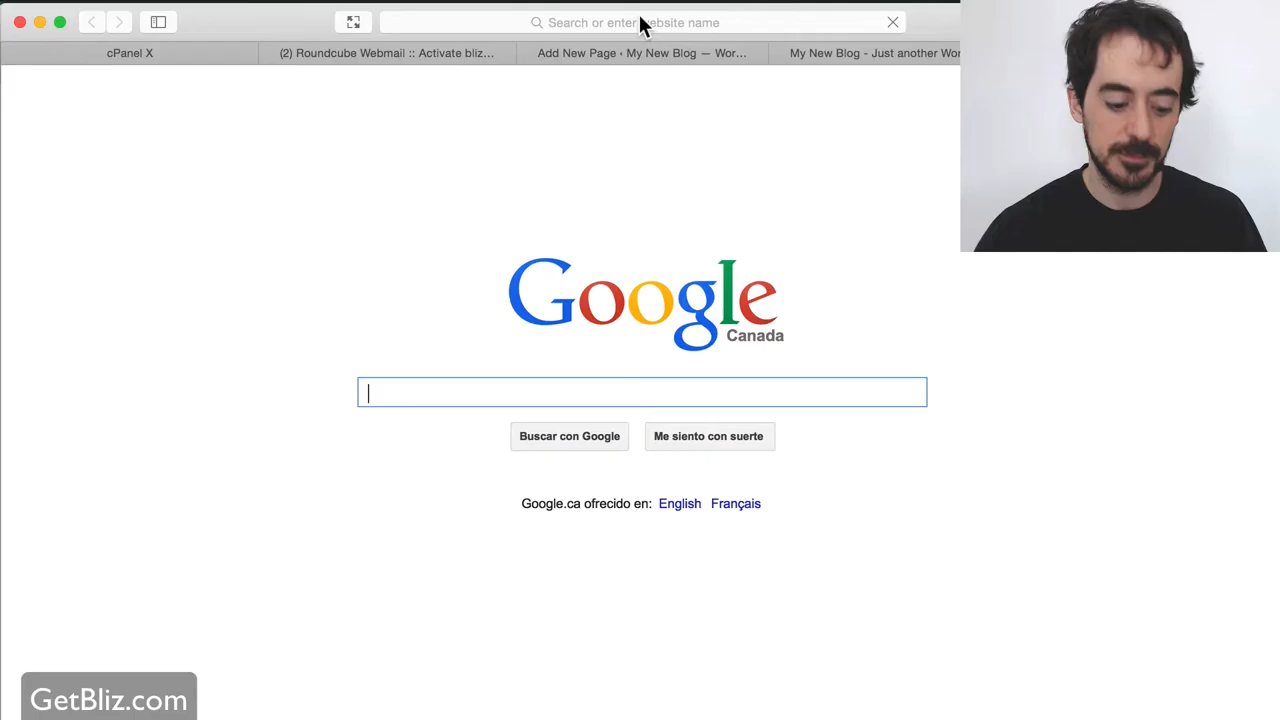 Search or enter website name
cPanel X
(2) Roundcube Webmail :: Activate bliz...
Add New Page ‹ My New Blog — Wor...
My New Blog - Just another Wor
Google
Canada
Buscar con Google
Me siento con suerte
Google.ca ofrecido en: English Français
GetBliz.com